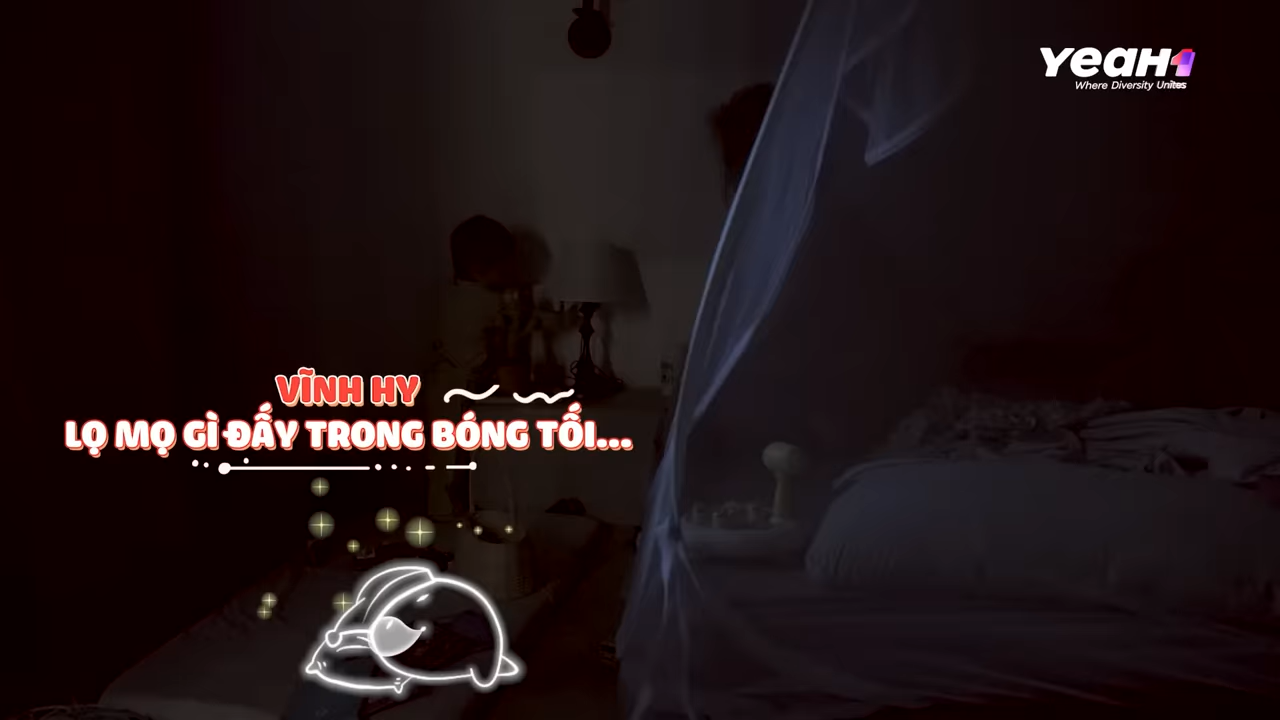 YEAH1
Where Diversity Unites
VĨNH HY
LỌ MỌ GÌ ĐẤY TRONG BÓNG TỐI...